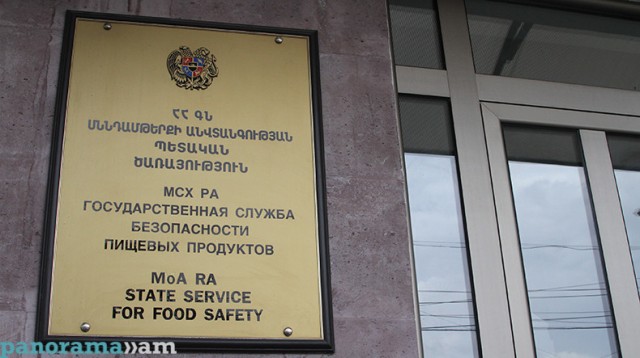 ՀՀ ԳՆ
ՍՆՆԴԱՄԹԵՐՔԻ ԱՆՎՏԱՆԳՈՒԹՅԱՆ
ՊԵՏԱԿԱՆ
ԾԱՌԱՅՈՒԹՅՈՒՆ
МСХ РА
ГОСУДАРСТВЕННАЯ СЛУЖБА
БЕЗОПАСНОСТИ
ПИЩЕВЫХ ПРОДУКТОВ
MoA RA
STATE SERVICE
FOR FOOD SAFETY
panorama»am